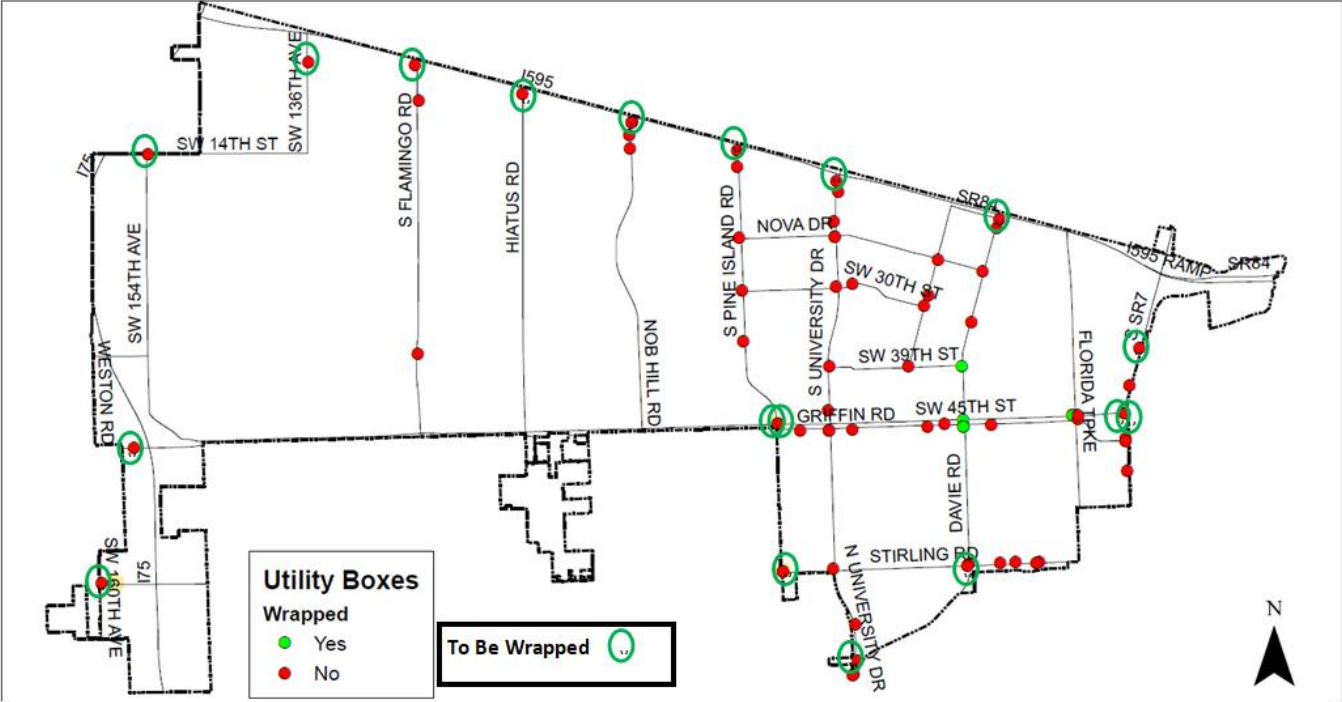 I595
SW 136TH AVE
SW 14TH ST
I75
S FLAMINGO RD
HIATUS RD
S PINE ISLAND RD
NOVA DR
SR84
I595 RAMP
SR84
SW 154TH AVE
S UNIVERSITY DR
SW 30TH ST
S SR7
WESTON RD
NOB HILL RD
SW 39TH ST
FLORIDA TPKE
GRIFFIN RD
SW 45TH ST
DAVIE RD
SW 160TH AVE
I75
N UNIVERSITY DR
STIRLING RD
Utility Boxes
Wrapped
Yes
No
To Be Wrapped
N